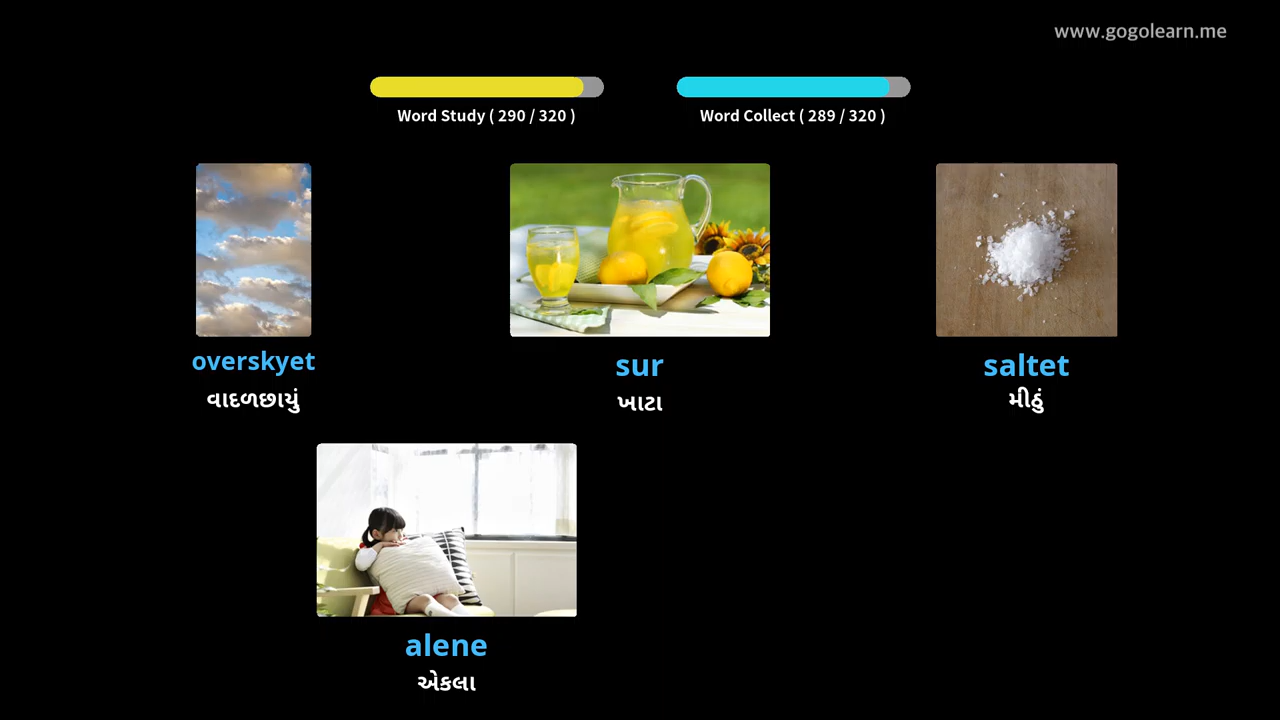 www.gogolearn.me
Word Study ( 290 / 320 )
Word Collect ( 289 / 320 )
overskyet
વાદળછાયું
sur
ખાટા
saltet
મીઠું
alene
એકલા